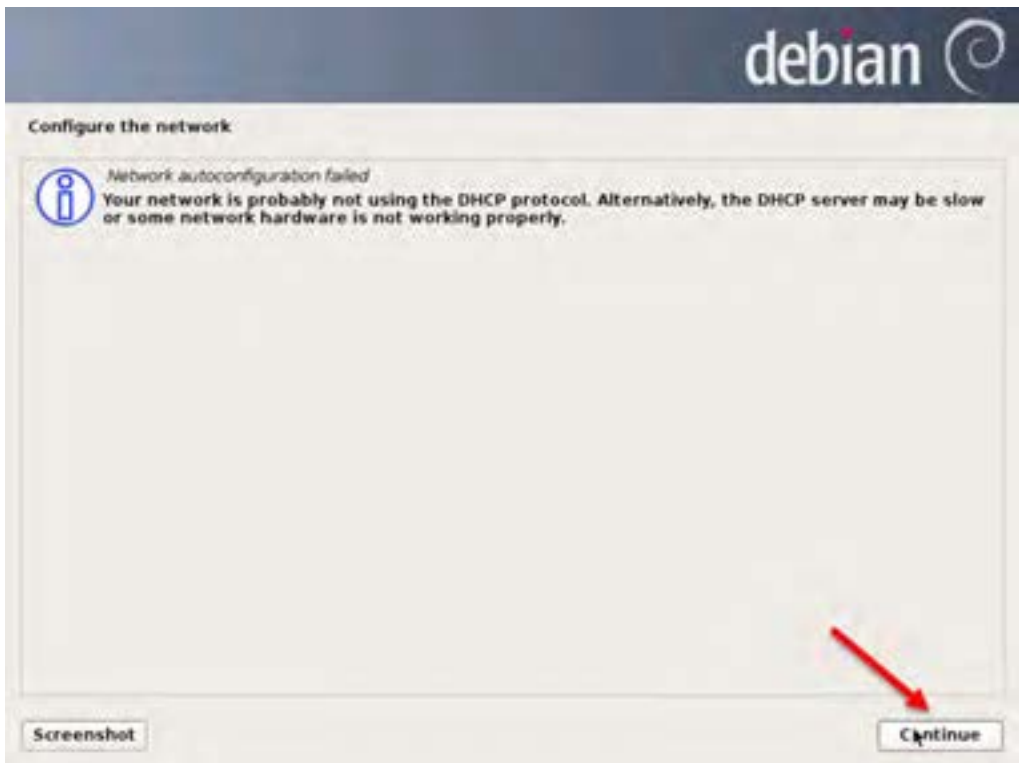 debian
Configure the network
Network autoconfiguration failed
Your network is probably not using the DHCP protocol. Alternatively, the DHCP server may be slow
or some network hardware is not working properly.
Screenshot
Continue